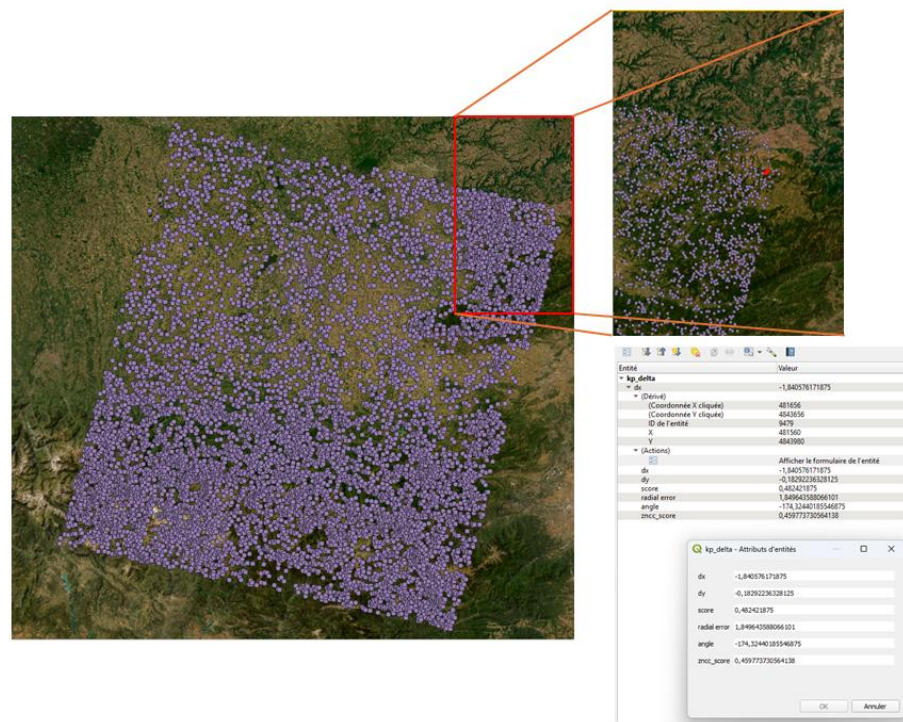 Entité Valeur
kp_delta
dx -1,840576171875
(Dérivé)
(Coordonnée X cliquée) 481656
(Coordonnée Y cliquée) 4843656
ID de l'entité 9479
X 481560
Y 4843980
(Actions)
Afficher le formulaire de l'entité
dx -1,840576171875
dy -0,18292236328125
score 0,482421875
radial error 1,849643588066101
angle -174,32440185546875
zncc_score 0,459773730564138
kp_delta - Attributs d'entités
dx -1,840576171875
dy -0,18292236328125
score 0,482421875
radial error 1,849643588066101
angle -174,32440185546875
zncc_score 0,459773730564138
OK Annuler